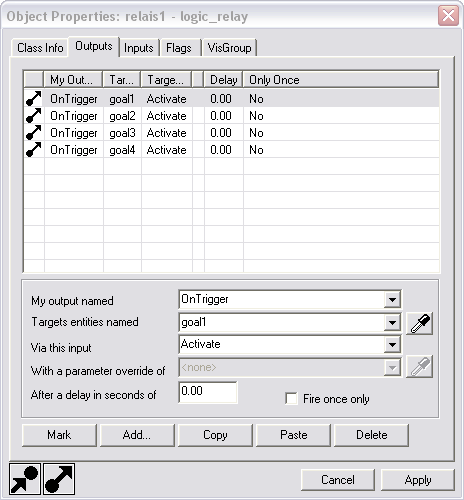 Object Properties: relais1 - logic_relay
Class Info Outputs Inputs Flags VisGroup
My Out... Tar... Targe... Delay Only Once
OnTrigger goal1 Activate 0.00 No
OnTrigger goal2 Activate 0.00 No
OnTrigger goal3 Activate 0.00 No
OnTrigger goal4 Activate 0.00 No
My output named OnTrigger
Targets entities named goal1
Via this input Activate
With a parameter override of <none>
After a delay in seconds of 0.00 Fire once only
Mark Add... Copy Paste Delete
Cancel Apply